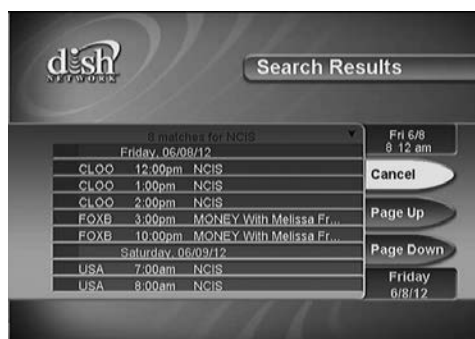 dish
NETWORK
Search Results
8 matches for NCIS
Fri 6/8
8 12 am
Friday, 06/08/12
CLOO 12:00pm NCIS
CLOO 1:00pm NCIS
CLOO 2:00pm NCIS
FOXB 3:00pm MONEY With Melissa Fr...
FOXB 10:00pm MONEY With Melissa Fr...
Saturday, 06/09/12
USA 7:00am NCIS
USA 8:00am NCIS
Cancel
Page Up
Page Down
Friday
6/8/12